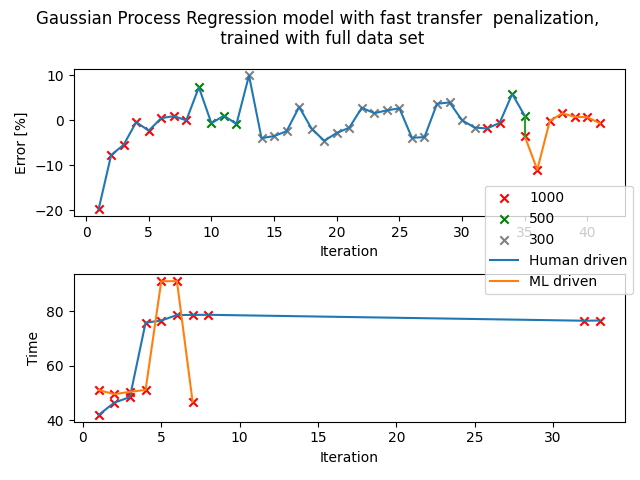 Gaussian Process Regression model with fast transfer  penalization,
trained with full data set
10
0
−10
−20
Error [%]
0 5 10 15 20 25 30 35 40
Iteration
1000
500
300
Human driven
ML driven
80
60
40
Time
0 5 10 15 20 25 30
Iteration